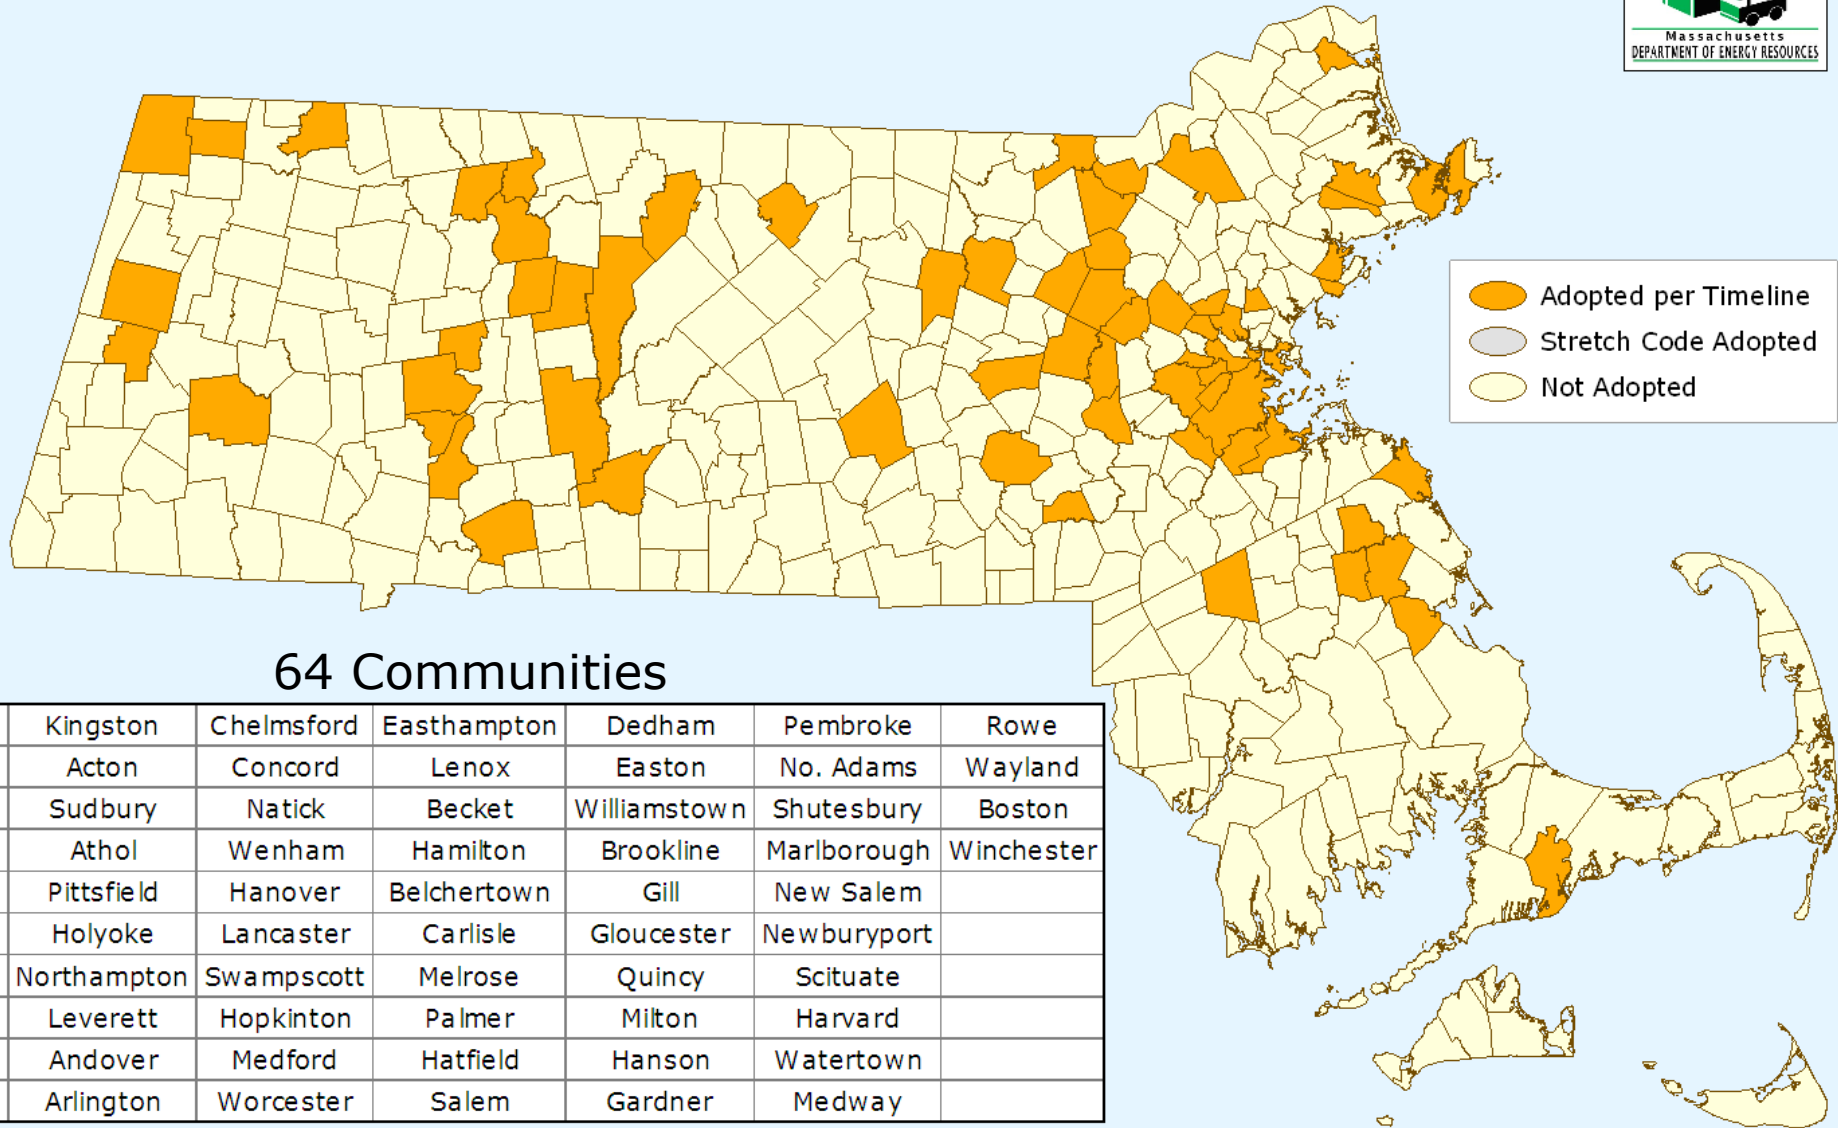 Massachusetts
DEPARTMENT OF ENERGY RESOURCES
Adopted per Timeline
Stretch Code Adopted
Not Adopted
64 Communities
Kingston Chelmsford Easthampton Dedham Pembroke Rowe
Acton Concord Lenox Easton No. Adams Wayland
Sudbury Natick Becket Williamstown Shutesbury Boston
Athol Wenham Hamilton Brookline Marlborough Winchester
Pittsfield Hanover Belchertown Gill New Salem
Holyoke Lancaster Carlisle Gloucester Newburyport
Northampton Swampscott Melrose Quincy Scituate
Leverett Hopkinton Palmer Milton Harvard
Andover Medford Hatfield Hanson Watertown
Arlington Worcester Salem Gardner Medway